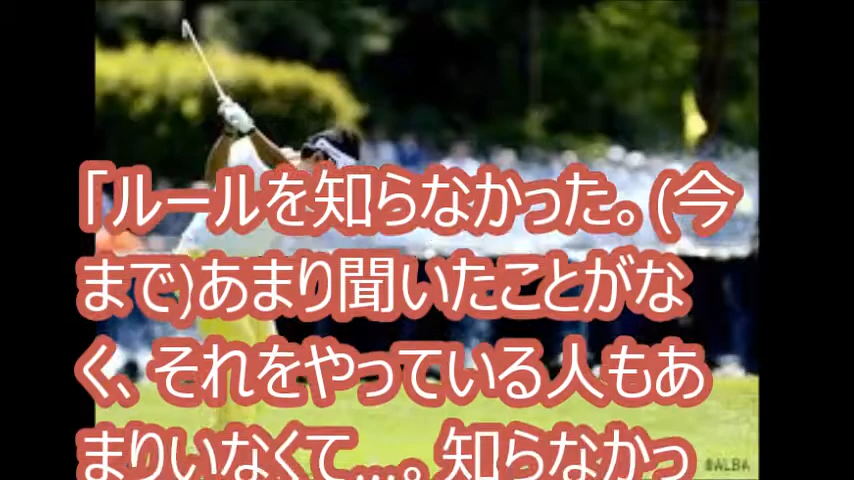 「ルールを知らなかった。(今
まで)あまり聞いたことがな
く、それをやっている人もあ
まりいなくて…。知らなかっ
©ALBA